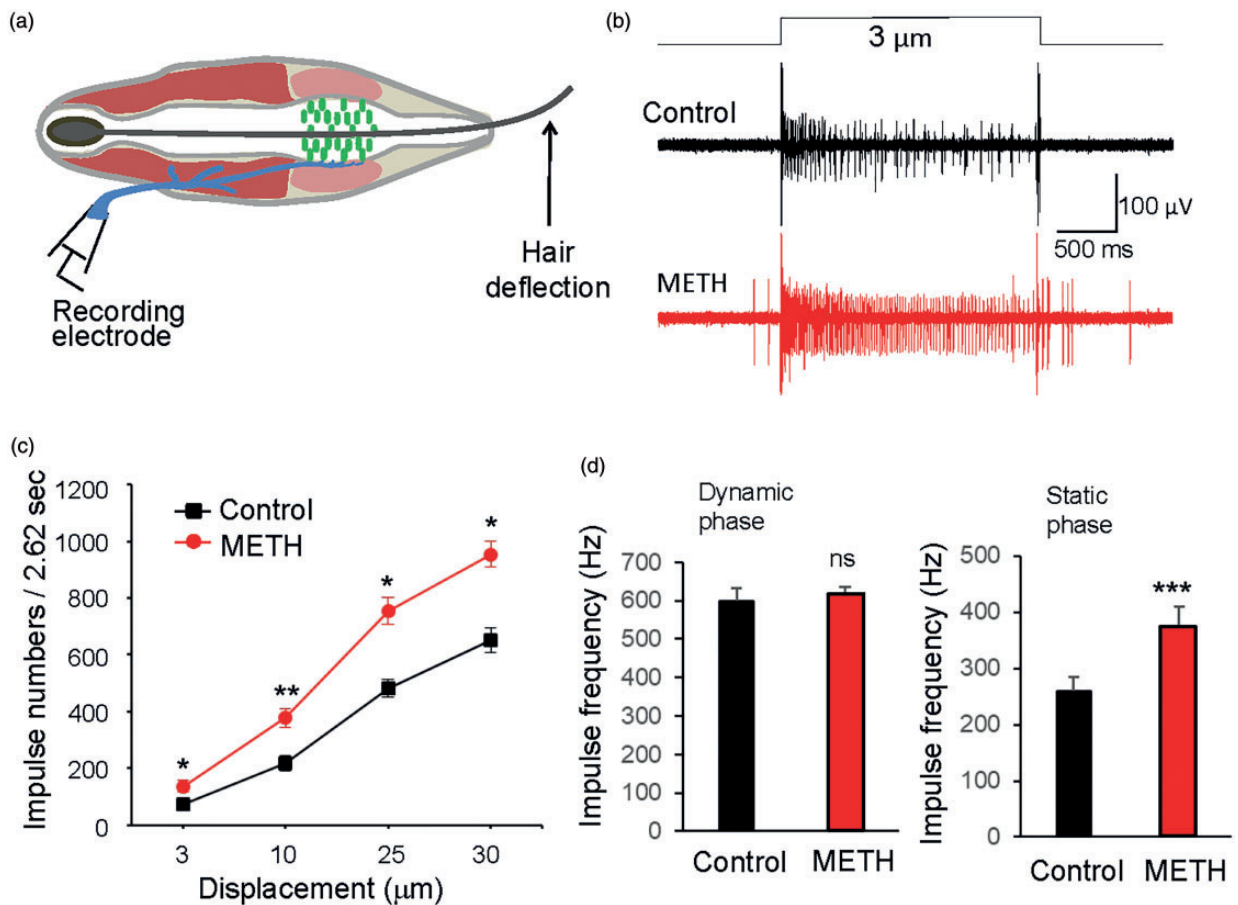 (a)
Hair
deflection
Recording
electrode
(b)
3 μm
Control
100 μV
500 ms
METH
(c)
Impulse numbers / 2.62 sec
1200
1000
800
600
400
200
0
Control
METH
*
**
*
*
3 10 25 30
Displacement (μm)
(d)
Dynamic
phase
Impulse frequency (Hz)
700
600
500
400
300
200
100
0
ns
Control METH
Static
phase
Impulse frequency (Hz)
500
400
300
200
100
0
***
Control METH